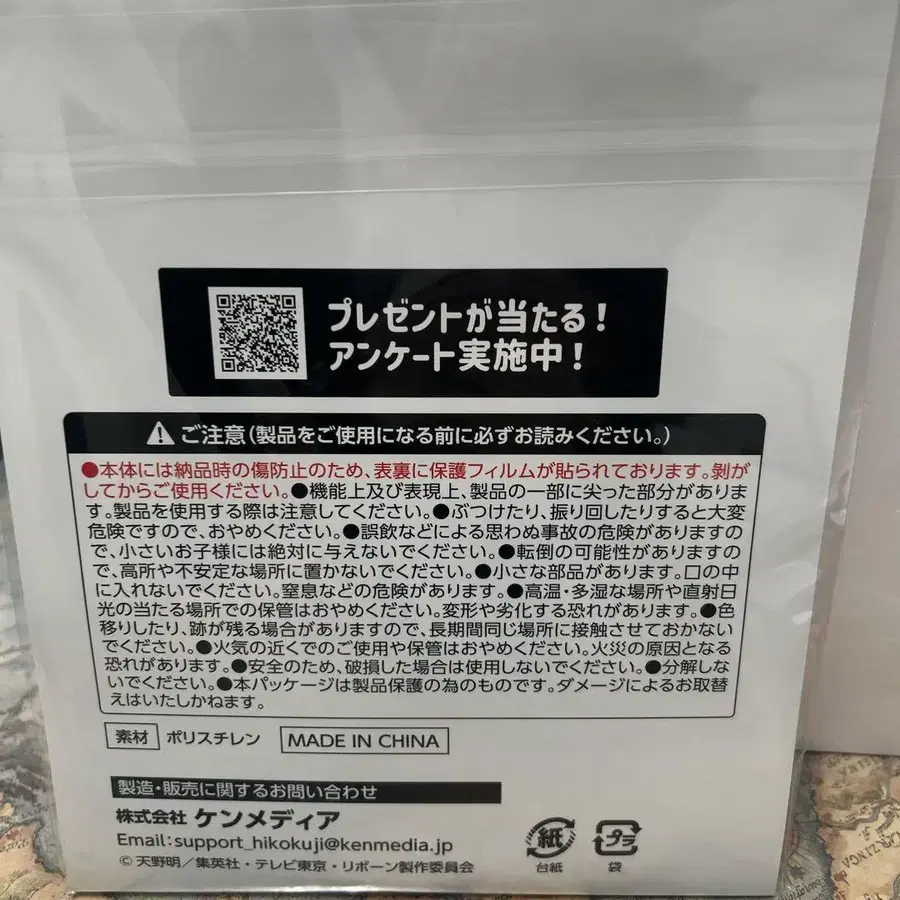 プレゼントが当たる！
アンケート実施中！
ご注意（製品をご使用になる前に必ずお読みください。）
●本体には納品時の傷防止のため、表裏に保護フィルムが貼られております。剝が
してからご使用ください。●機能上及び表現上、製品の一部に尖った部分がありま
す。製品を使用する際は注意してください。●ぶつけたり、振り回したりすると大変
危険ですので、おやめください。●誤飲などによる思わぬ事故の危険がありますの
で、小さいお子様には絶対に与えないでください。●転倒の可能性がありますの
で、高所や不安定な場所に置かないでください。●小さな部品があります。口の中
に入れないでください。窒息などの危険があります。●高温・多湿な場所や直射日
光の当たる場所での保管はおやめください。変形や劣化する恐れがあります。●色
移りしたり、跡が残る場合がありますので、長期間同じ場所に接触させておかない
でください。●火気の近くでのご使用や保管はおやめください。火災の原因となる
恐れがあります。●安全のため、破損した場合は使用しないでください。●分解しな
いでください。●本パッケージは製品保護の為のものです。ダメージによるお取替
えはいたしかねます。
素材 ポリスチレン MADE IN CHINA
製造・販売に関するお問い合わせ
株式会社 ケンメディア
Email:support_hikokuji@kenmedia.jp
© 天野明／集英社・テレビ東京・リボーン製作委員会
紙
台紙
プラ
袋